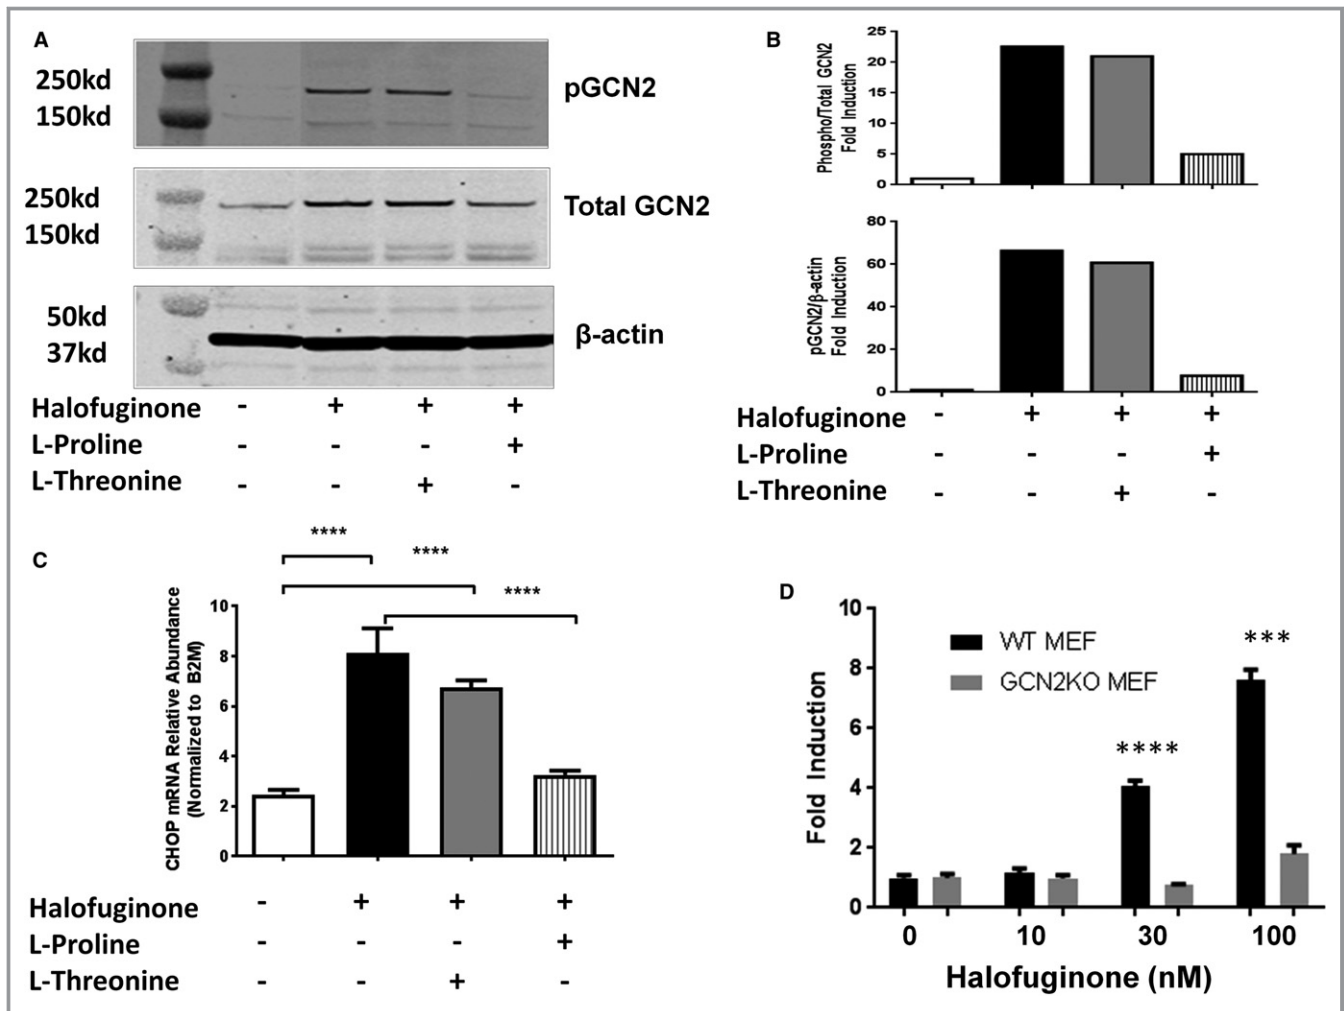 A
250kd
150kd
pGCN2
250kd
150kd
Total GCN2
50kd
37kd
β-actin
Halofuginone - + + +
L-Proline - - - +
L-Threonine - - + -
B
Phospho/Total GCN2
Fold Induction
25
20
15
10
5
0
pGCN2/β-actin
Fold Induction
80
60
40
20
0
Halofuginone - + + +
L-Proline - - - +
L-Threonine - - + -
C
**** **** ****
CHOP mRNA Relative Abundance
(Normalized to B2M)
10
8
6
4
2
0
Halofuginone - + + +
L-Proline - - - +
L-Threonine - - + -
D
Fold Induction
10
8
6
4
2
0
WT MEF
GCN2KO MEF
****
***
0 10 30 100
Halofuginone (nM)